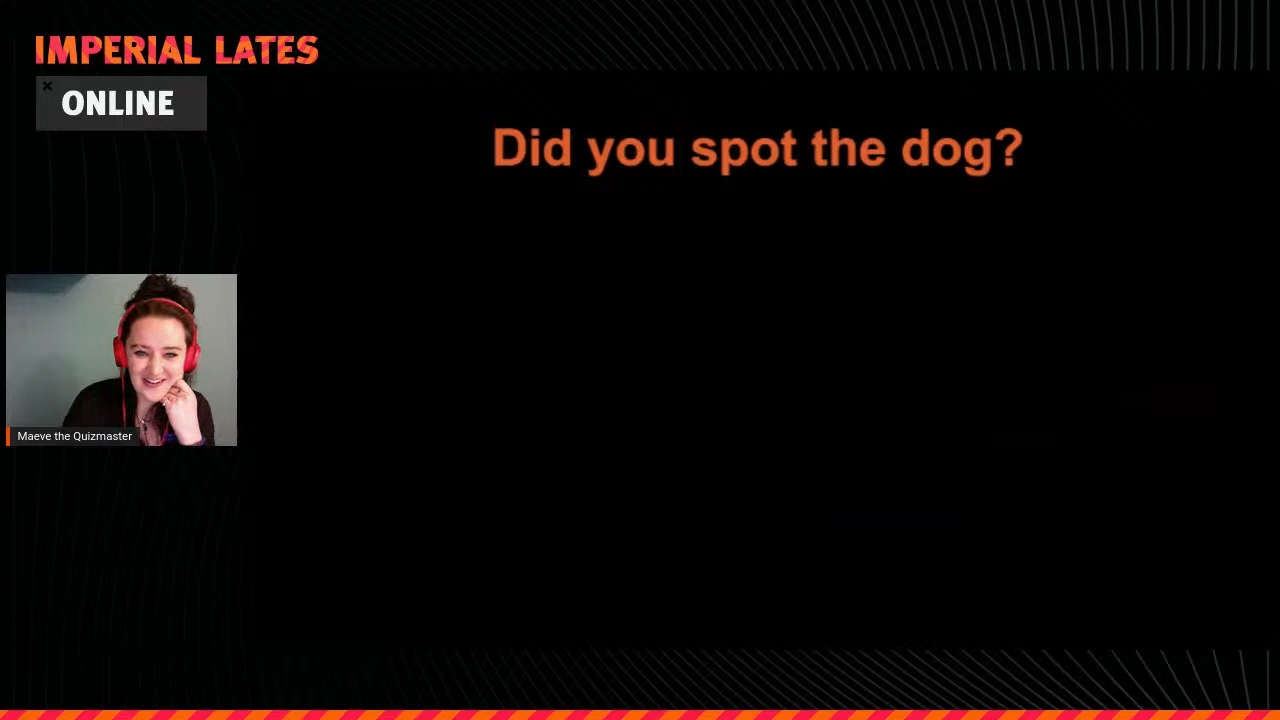 IMPERIAL LATES
ONLINE
Did you spot the dog?
Maeve the Quizmaster